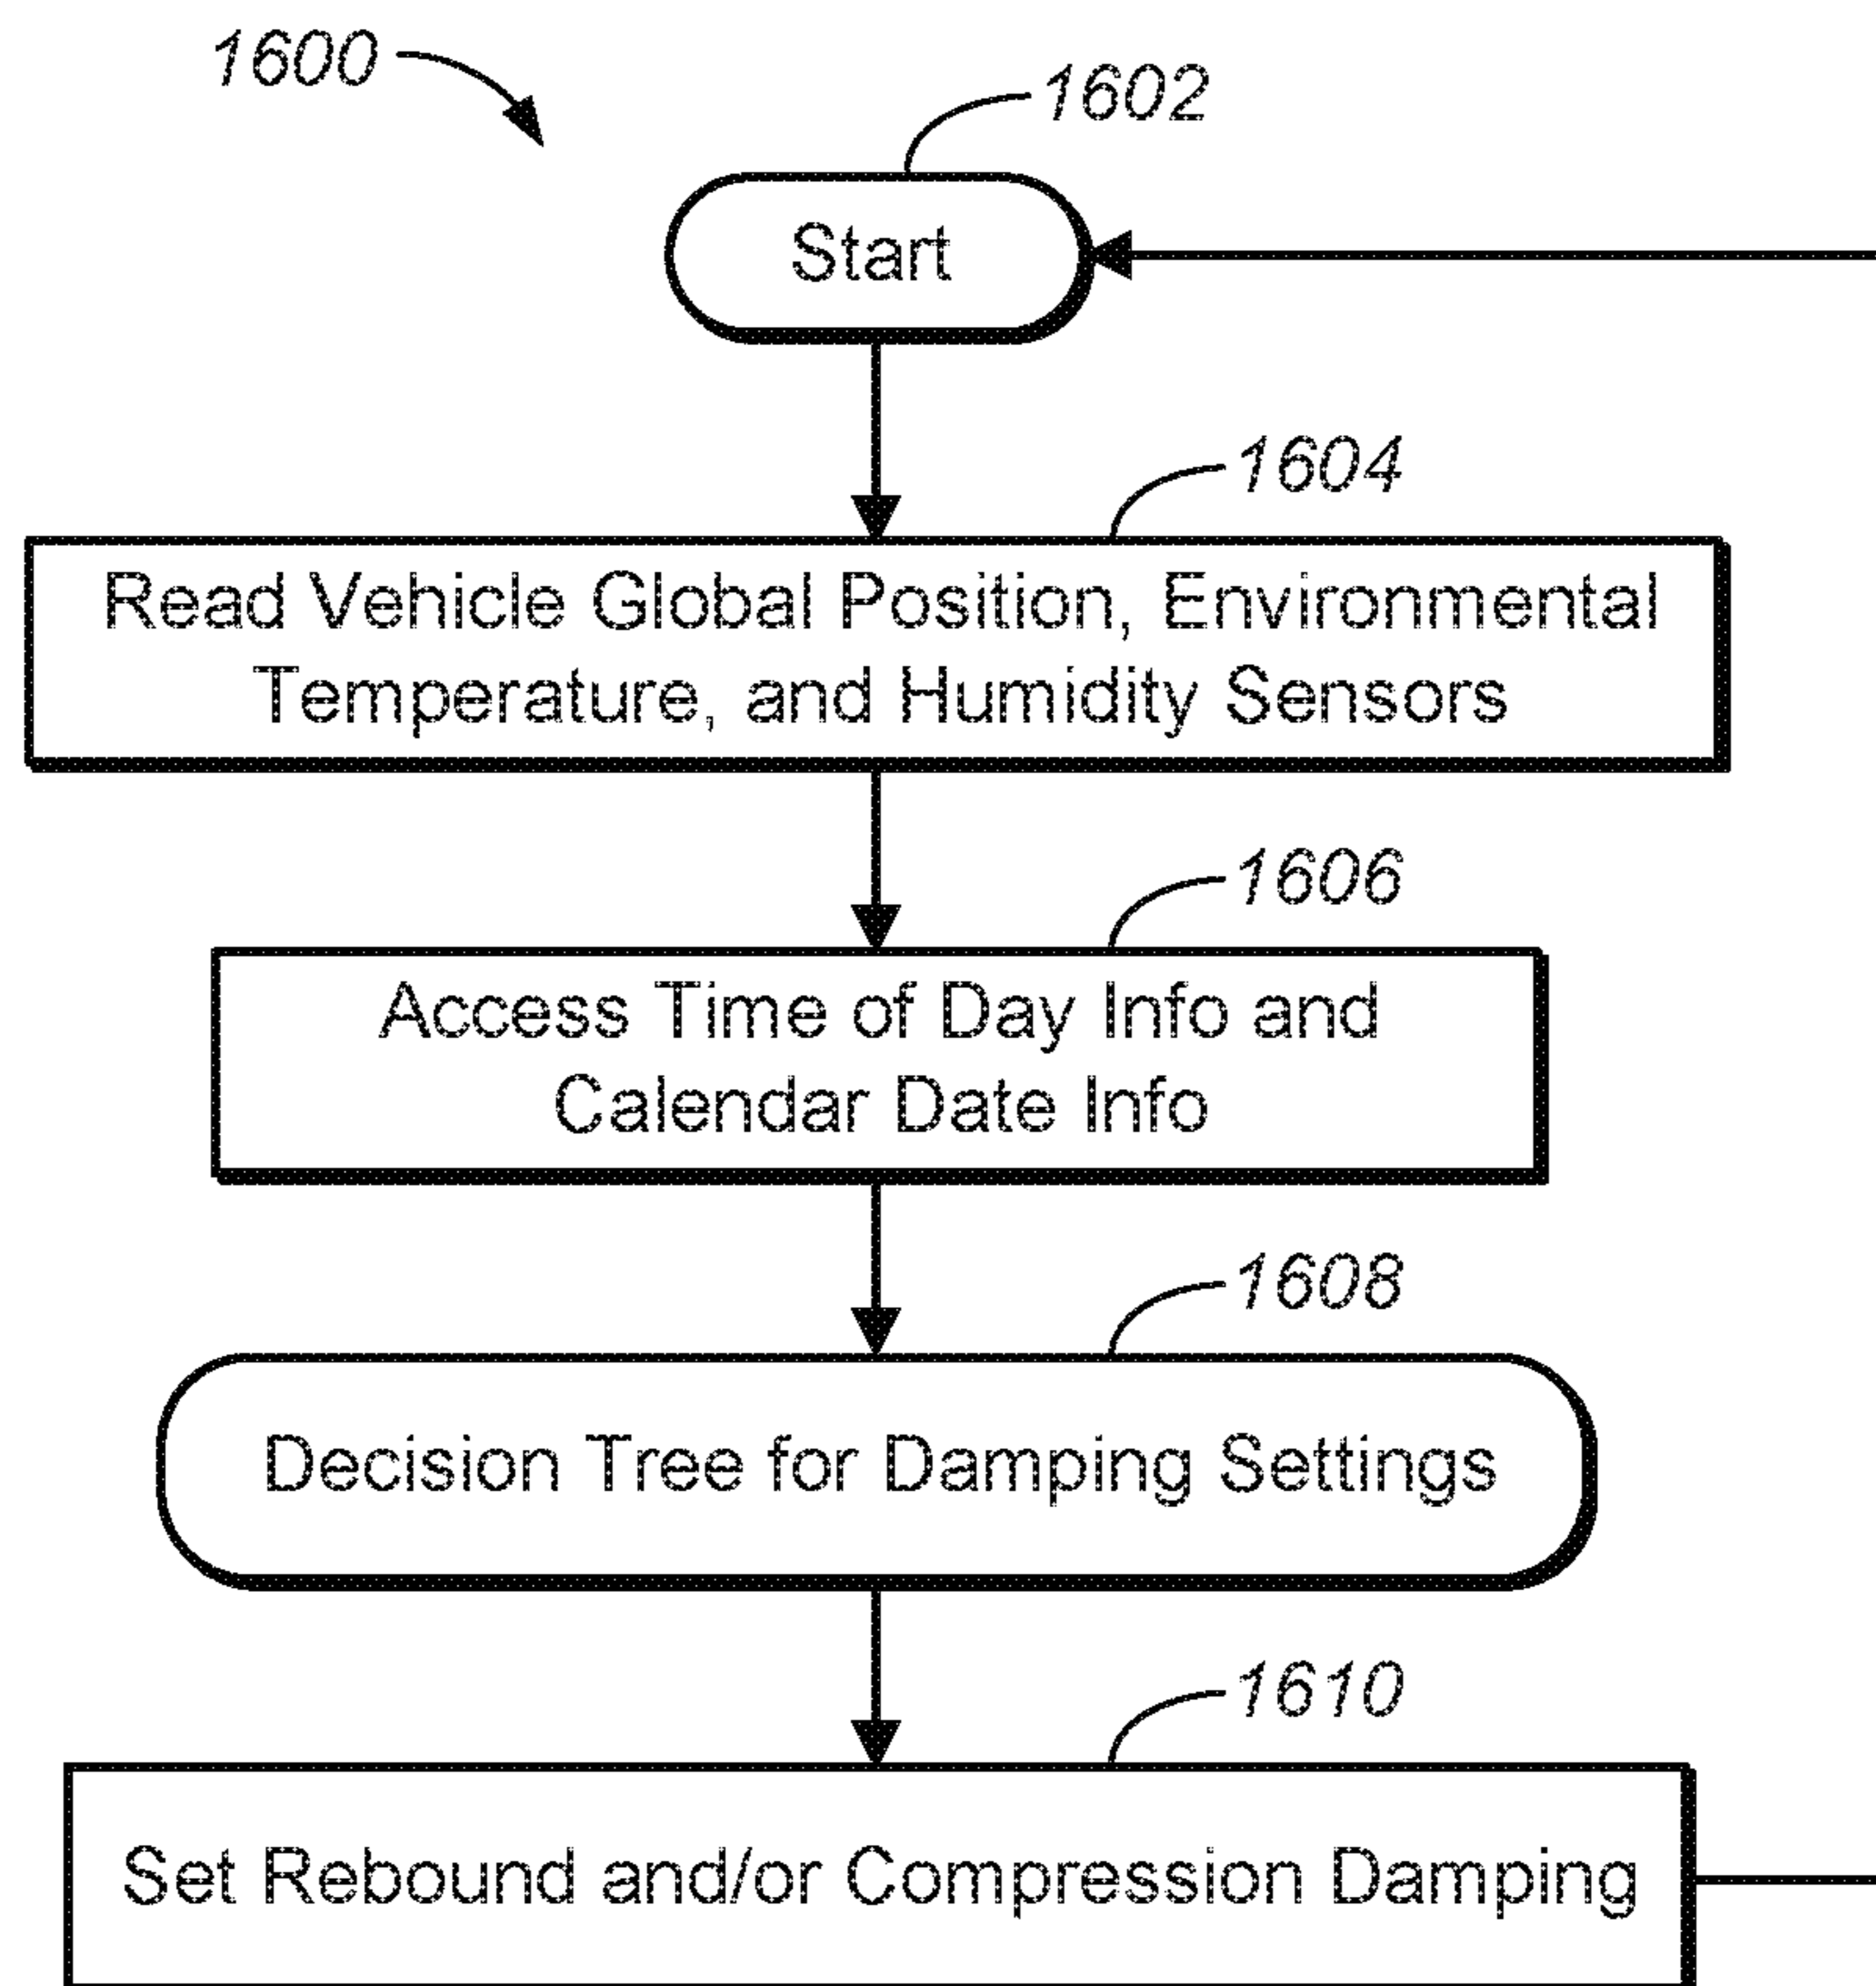 1600
1602
Start
1604
Read Vehicle Global Position, Environmental
Temperature, and Humidity Sensors
1606
Access Time of Day Info and
Calendar Date Info
1608
Decision Tree for Damping Settings
1610
Set Rebound and/or Compression Damping